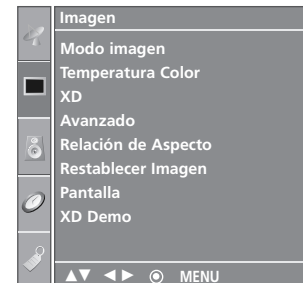 Imagen
Modo imagen
Temperatura Color
XD
Avanzado
Relación de Aspecto
Restablecer Imagen
Pantalla
XD Demo
▲▼ ◄► ◉ MENU